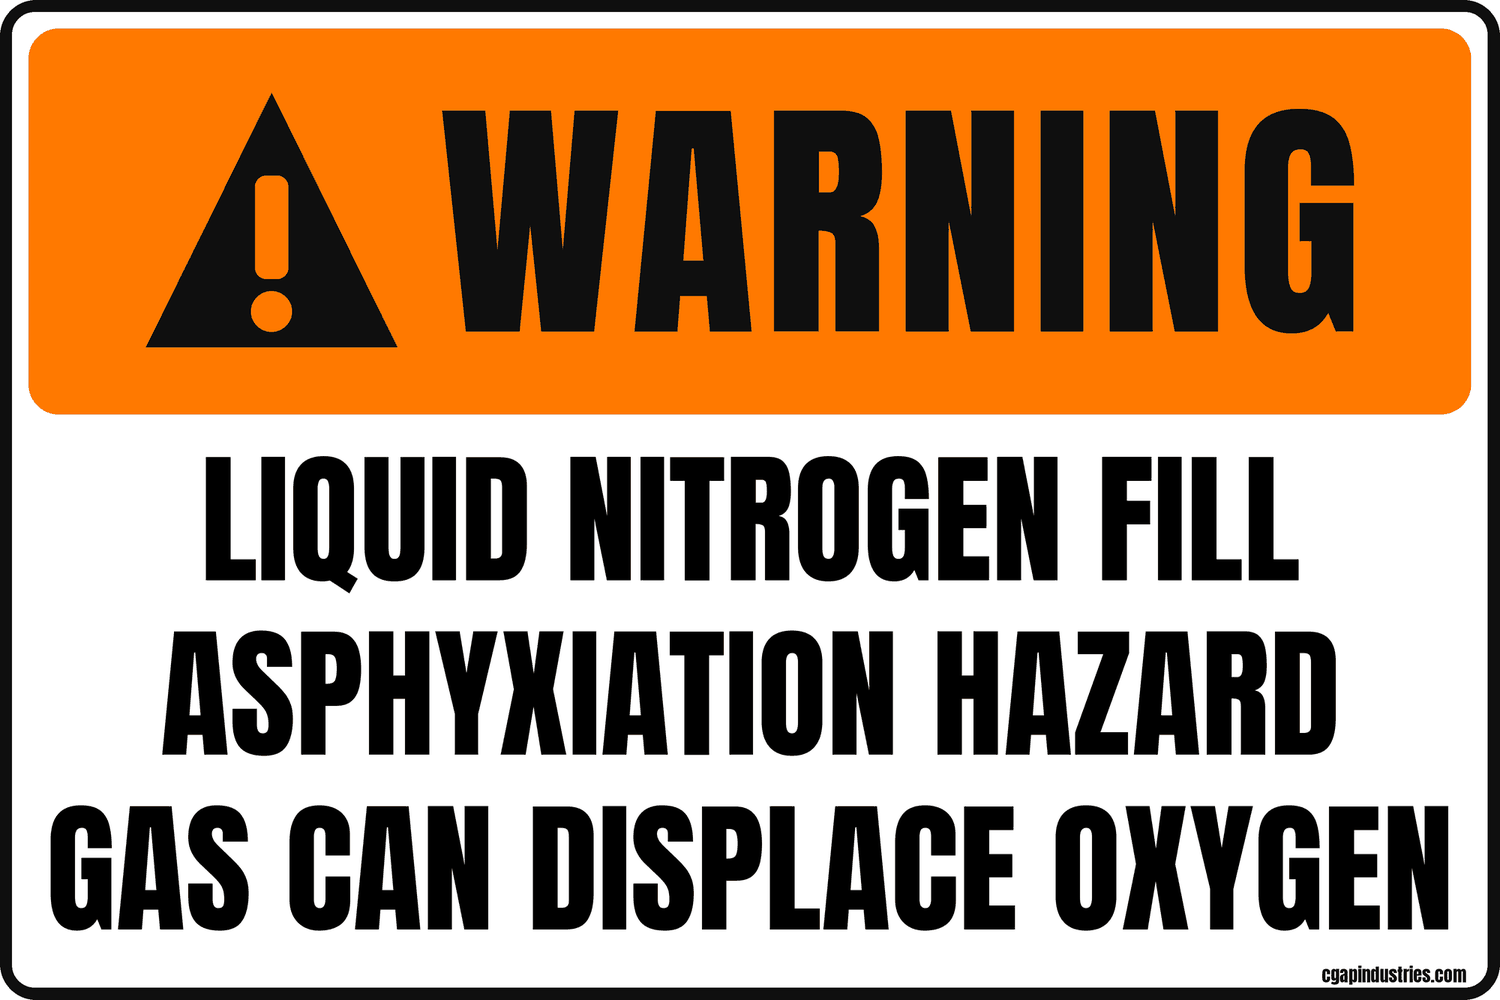 WARNING
LIQUID NITROGEN FILL
ASPHYXIATION HAZARD
GAS CAN DISPLACE OXYGEN
cgapindustries.com